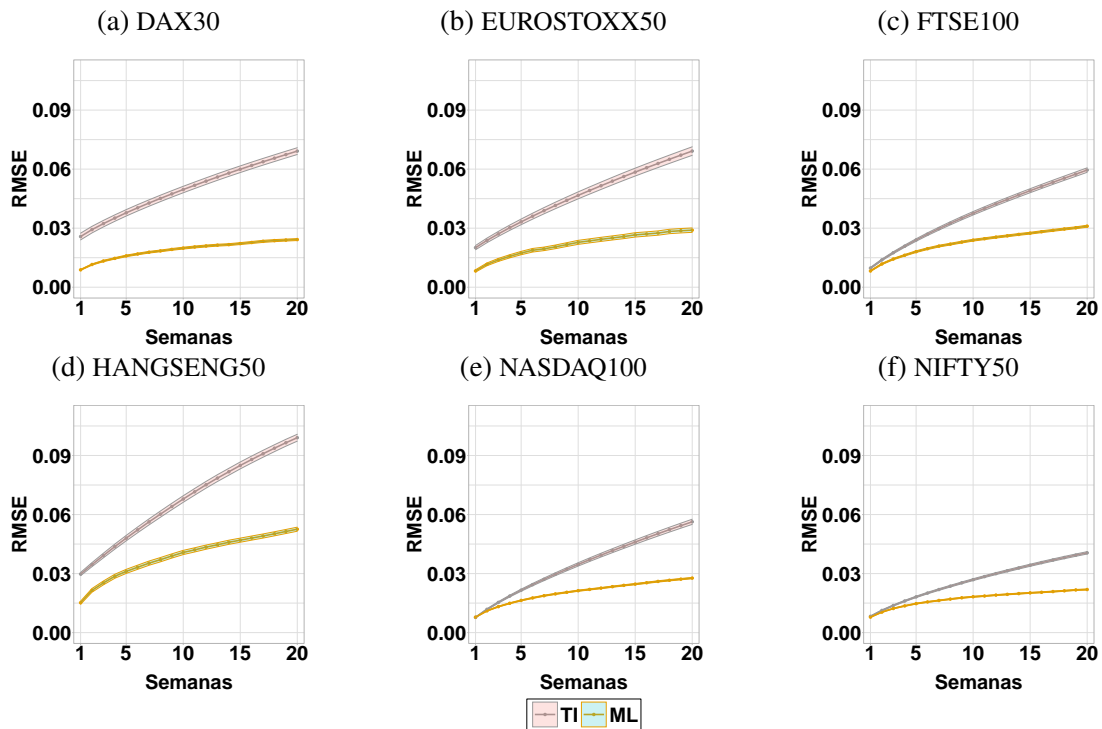 (a) DAX30
(b) EUROSTOXX50
(c) FTSE100
0.09
0.06
0.03
0.00
RMSE
1 5 10 15 20
Semanas
0.09
0.06
0.03
0.00
RMSE
1 5 10 15 20
Semanas
0.09
0.06
0.03
0.00
RMSE
1 5 10 15 20
Semanas
(d) HANGSENG50
(e) NASDAQ100
(f) NIFTY50
0.09
0.06
0.03
0.00
RMSE
1 5 10 15 20
Semanas
0.09
0.06
0.03
0.00
RMSE
1 5 10 15 20
Semanas
0.09
0.06
0.03
0.00
RMSE
1 5 10 15 20
Semanas
TI ML